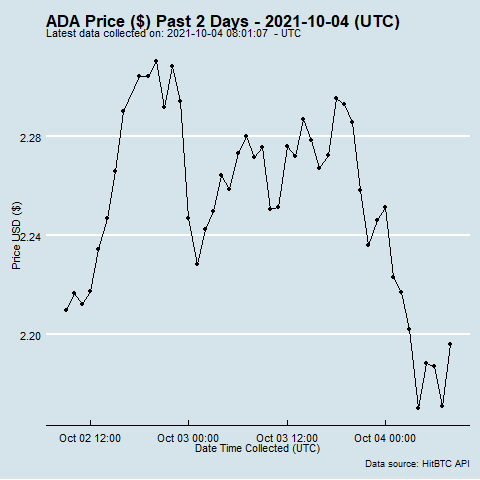 ADA Price ($) Past 2 Days - 2021-10-04 (UTC)
Latest data collected on: 2021-10-04 08:01:07 - UTC
2.28
2.24
2.20
Price USD ($)
Oct 02 12:00
Oct 03 00:00
Oct 03 12:00
Oct 04 00:00
Date Time Collected (UTC)
Data source: HitBTC API